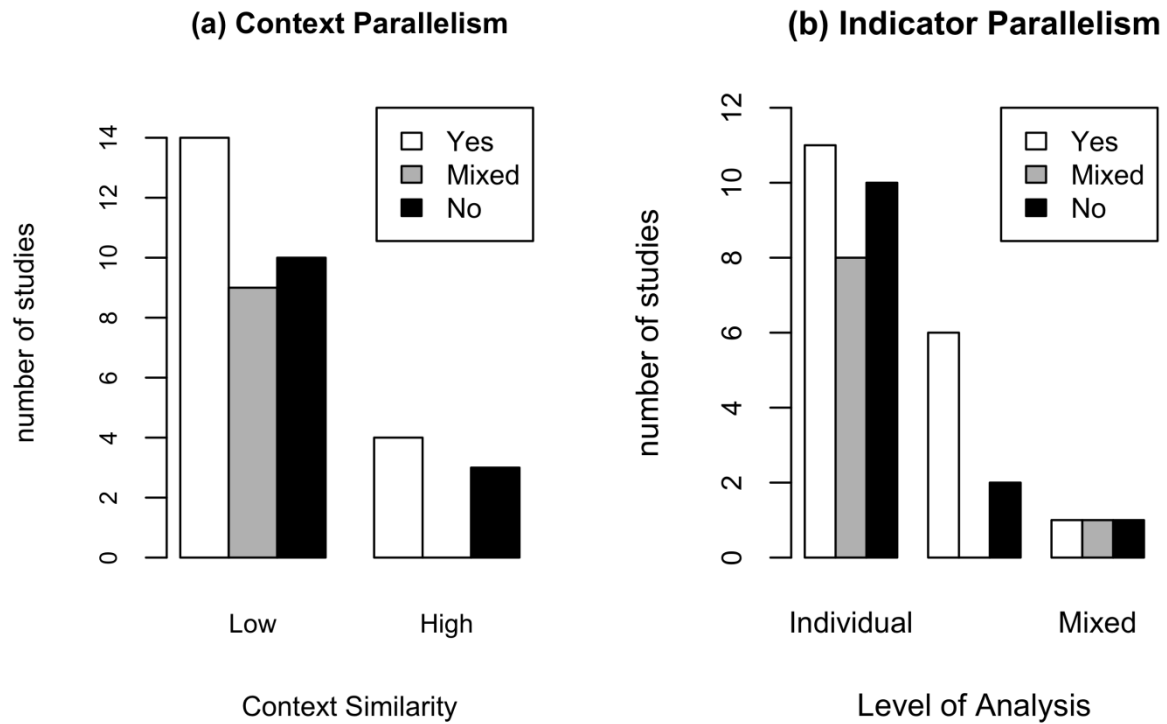 (a) Context Parallelism
number of studies
14
12
10
8
6
4
2
0
Yes
Mixed
No
Low
High
Context Similarity
(b) Indicator Parallelism
number of studies
12
10
8
6
4
2
0
Yes
Mixed
No
Individual
Mixed
Level of Analysis